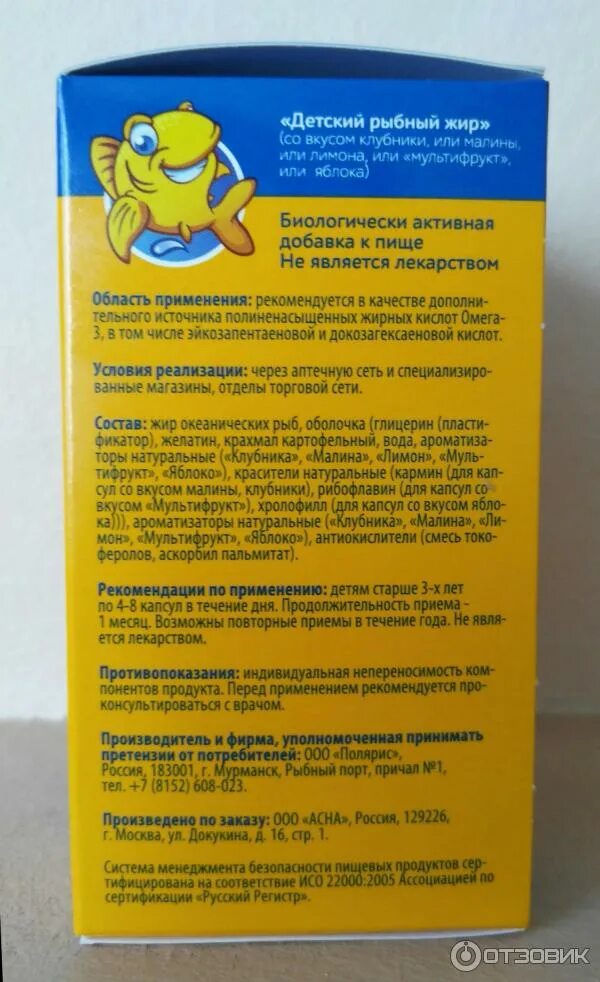 «Детский рыбный жир»
(со вкусом клубники, или малины,
или лимона, или «мультифрукт»,
или яблока)
Биологически активная
добавка к пище
Не является лекарством
Область применения: рекомендуется в качестве дополни-
тельного источника полиненасыщенных жирных кислот Омега-
3, в том числе эйкозапентаеновой и докозагексаеновой кислот.
Условия реализации: через аптечную сеть и специализиро-
ванные магазины, отделы торговой сети.
Состав: жир океанических рыб, оболочка (глицерин (пласти-
фикатор), желатин, крахмал картофельный, вода, ароматиза-
торы натуральные («Клубника», «Малина», «Лимон», «Муль-
тифрукт», «Яблоко»), красители натуральные (кармин (для кап-
сул со вкусом малины, клубники), рибофлавин (для капсул со
вкусом «Мультифрукт»), хролофилл (для капсул со вкусом ябло-
ка))), ароматизаторы натуральные («Клубника», «Малина», «Ли-
мон», «Мультифрукт», «Яблоко»), антиокислители (смесь токо-
феролов, аскорбил пальмитат).
Рекомендации по применению: детям старше 3-х лет
по 4-8 капсул в течение дня. Продолжительность приема -
1 месяц. Возможны повторные приемы в течение года. Не явля-
ется лекарством.
Противопоказания: индивидуальная непереносимость ком-
понентов продукта. Перед применением рекомендуется про-
консультироваться с врачом.
Производитель и фирма, уполномоченная принимать
претензии от потребителей: ООО «Полярис»,
Россия, 183001, г. Мурманск, Рыбный порт, причал №1,
тел. +7 (8152) 608-023.
Произведено по заказу: ООО «АСНА», Россия, 129226,
г. Москва, ул. Докукина, д. 16, стр. 1.
Система менеджмента безопасности пищевых продуктов сер-
тифицирована на соответствие ИСО 22000:2005 Ассоциацией по
сертификации «Русский Регистр».
ОТЗОВИК